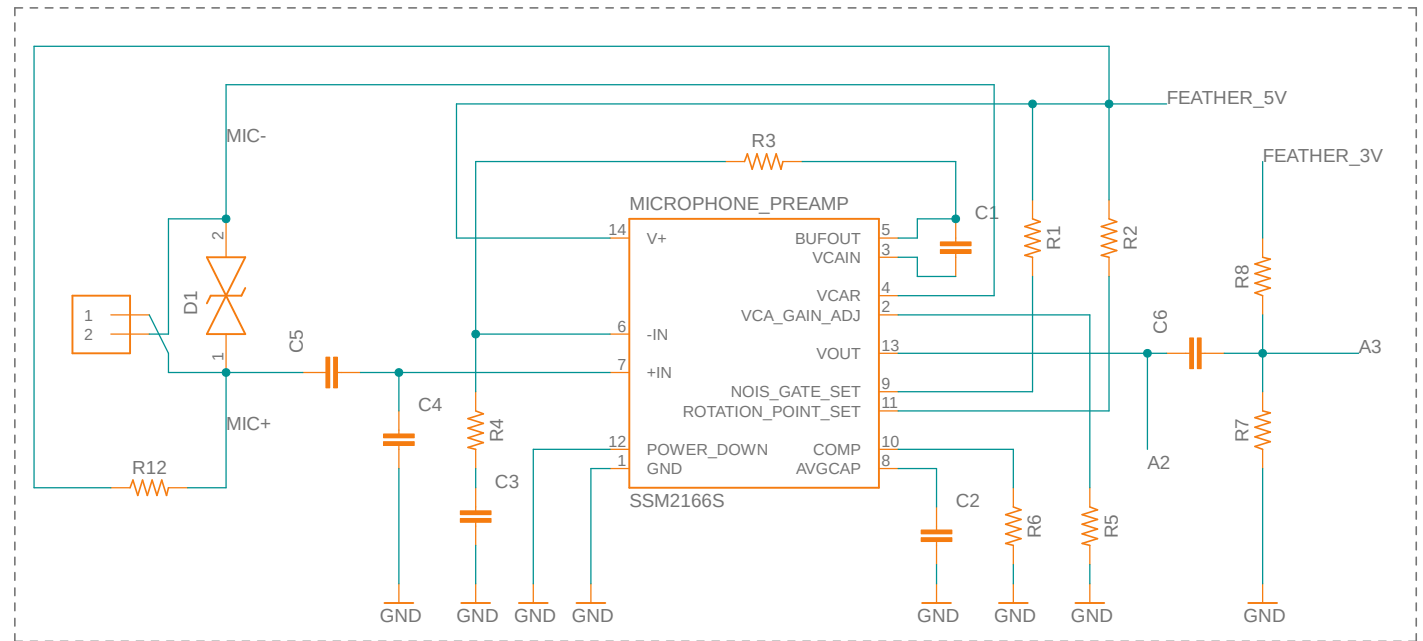 FEATHER_5V
MIC-
R3
FEATHER_3V
MICROPHONE_PREAMP
C1
14
V+
BUFOUT
5
VCAIN
3
R1
R2
2
D1
1
R8
VCAR
4
1
2
VCA_GAIN_ADJ
2
C5
6
-IN
VOUT
13
C6
A3
7
+IN
NOIS_GATE_SET
9
C4
MIC+
R4
ROTATION_POINT_SET
11
R7
12
POWER_DOWN
COMP
10
1
GND
AVGCAP
8
A2
R12
C3
SSM2166S
C2
R6
R5
GND
GND
GND
GND
GND
GND
GND
GND